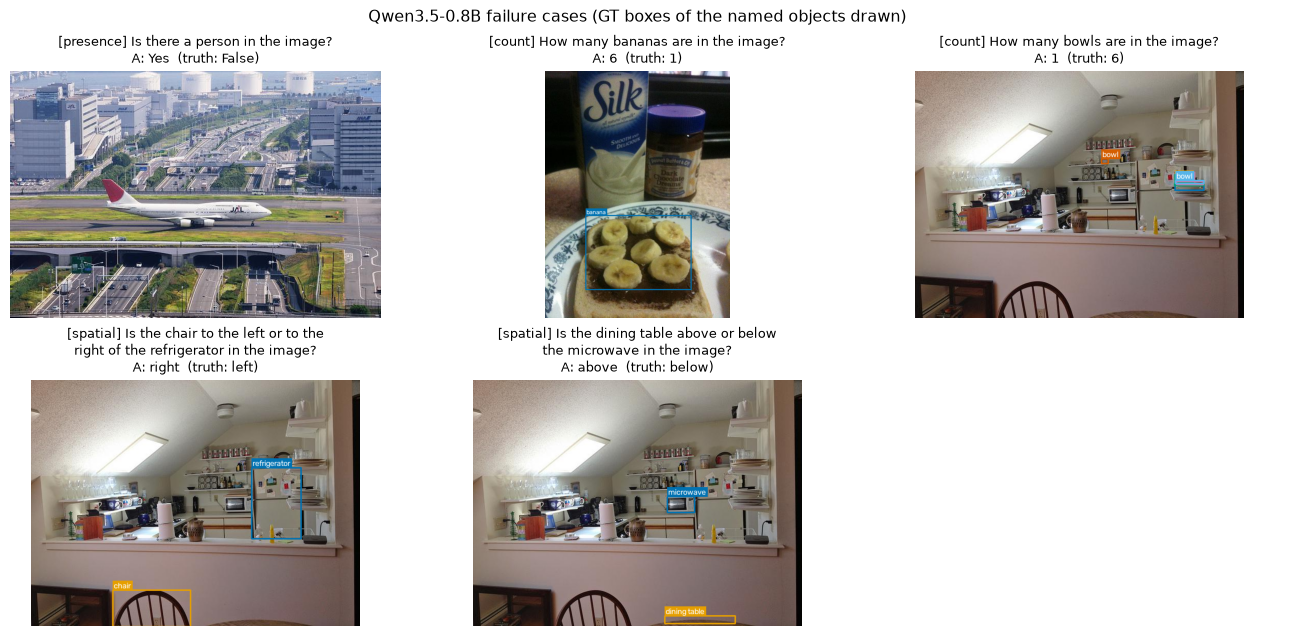 Qwen3.5-0.8B failure cases (GT boxes of the named objects drawn)
[presence] Is there a person in the image?
A: Yes  (truth: False)
[count] How many bananas are in the image?
A: 6  (truth: 1)
[count] How many bowls are in the image?
A: 1  (truth: 6)
JAL
Silk
Dark
banana
bowl
bowl
[spatial] Is the chair to the left or to the
right of the refrigerator in the image?
A: right  (truth: left)
[spatial] Is the dining table above or below
the microwave in the image?
A: above  (truth: below)
refrigerator
chair
microwave
dining table